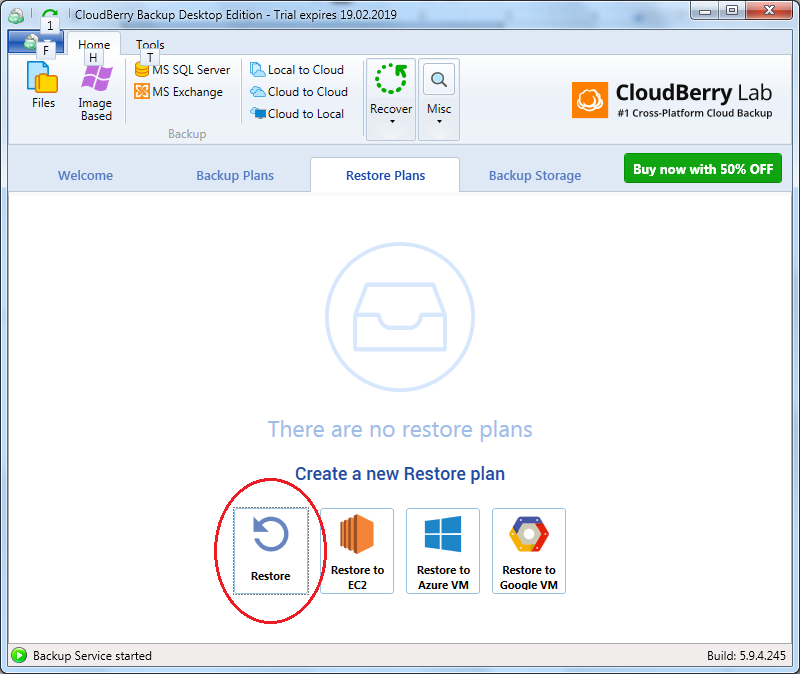 CloudBerry Backup Desktop Edition - Trial expires 19.02.2019
1
F
Home
H
Tools
T
Files
Image
Based
MS SQL Server
MS Exchange
Backup
Local to Cloud
Cloud to Cloud
Cloud to Local
Recover
Misc
CloudBerry Lab
#1 Cross-Platform Cloud Backup
Welcome
Backup Plans
Restore Plans
Backup Storage
Buy now with 50% OFF
There are no restore plans
Create a new Restore plan
Restore
Restore to
EC2
Restore to
Azure VM
Restore to
Google VM
Backup Service started
Build: 5.9.4.245